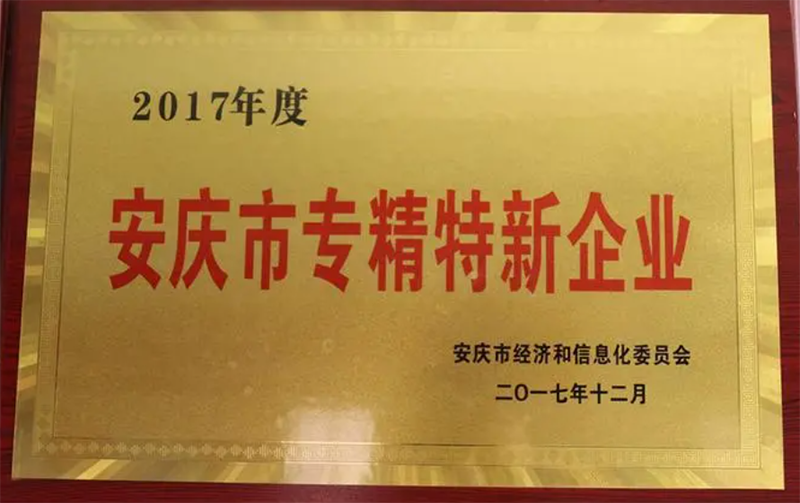 2017年度
安庆市专精特新企业
安庆市经济和信息化委员会
二〇一七年十二月